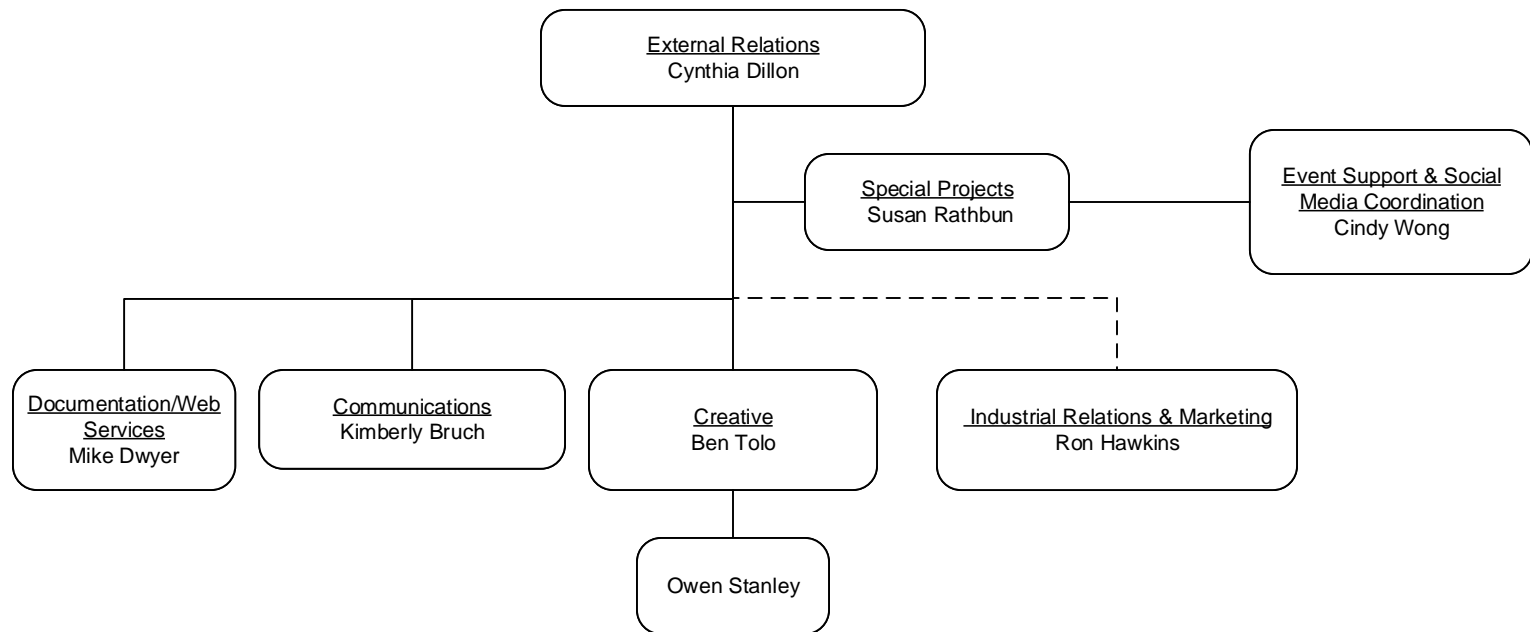 External Relations
Cynthia Dillon
Special Projects
Susan Rathbun
Event Support & Social
Media Coordination
Cindy Wong
Documentation/Web
Services
Mike Dwyer
Communications
Kimberly Bruch
Creative
Ben Tolo
Industrial Relations & Marketing
Ron Hawkins
Owen Stanley